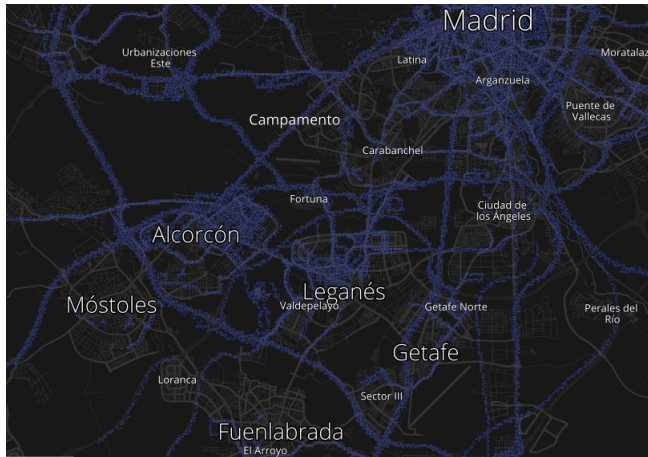 Madrid
Urbanizaciones
Este
Latina
Moratalaz
Arganzuela
Puente de
Vallecas
Campamento
Carabanchel
Fortuna
Ciudad de
los Ángeles
Alcorcón
Leganés
Móstoles
Valdepelayo
Getafe Norte
Perales del
Río
Getafe
Loranca
Sector III
Fuenlabrada
El Arroyo